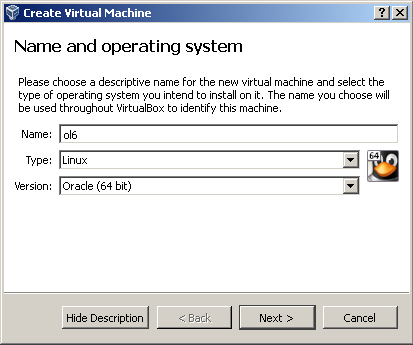 Create Virtual Machine
Name and operating system
Please choose a descriptive name for the new virtual machine and select the
type of operating system you intend to install on it. The name you choose will
be used throughout VirtualBox to identify this machine.
Name: ol6
Type: Linux
64
Version: Oracle (64 bit)
Hide Description < Back Next > Cancel